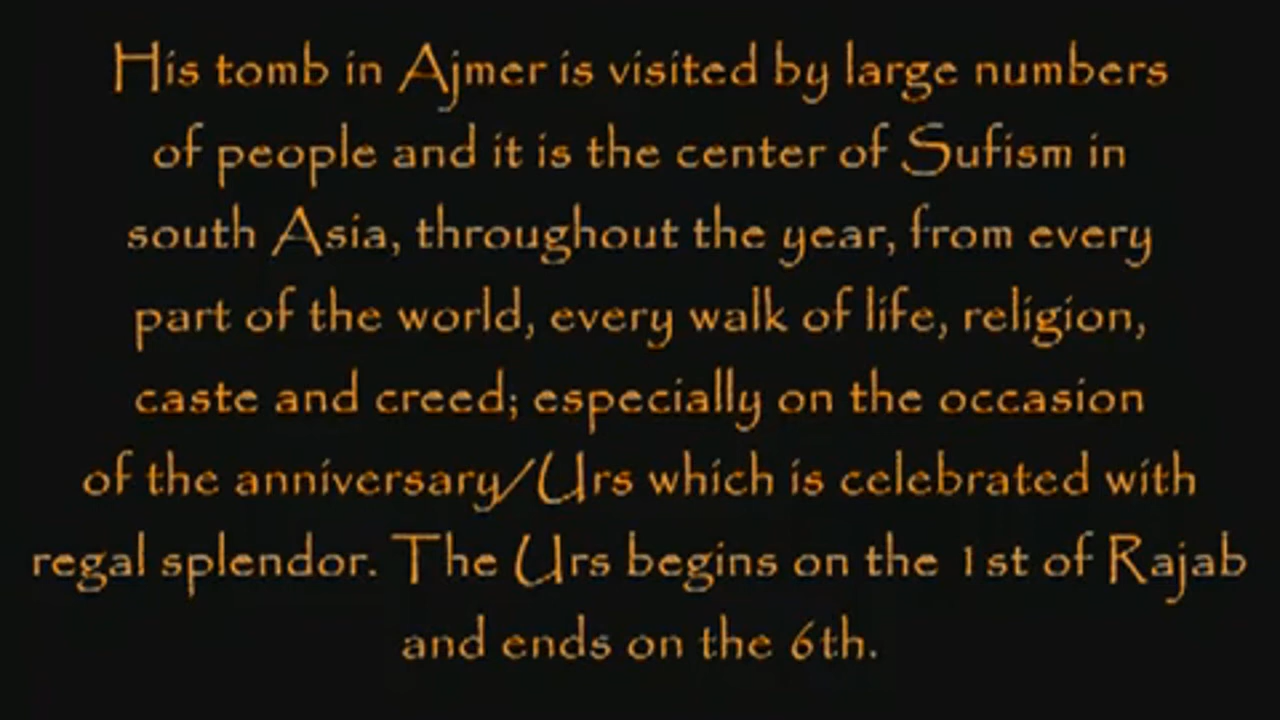 His tomb in Ajmer is visited by large numbers
of people and it is the center of Sufism in
south Asia, throughout the year, from every
part of the world, every walk of life, religion,
caste and creed; especially on the occasion
of the anniversary/Urs which is celebrated with
regal splendor. The Urs begins on the 1st of Rajab
and ends on the 6th.